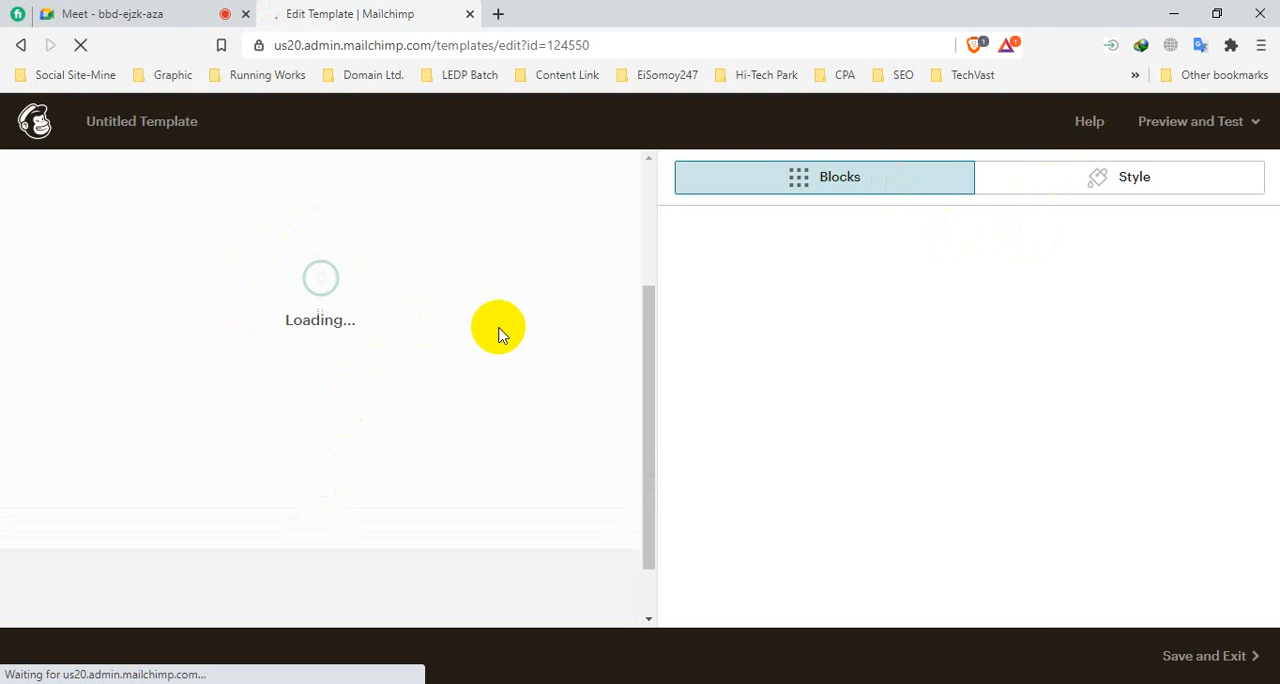 Meet - bbd-ejzk-aza
Edit Template | Mailchimp
us20.admin.mailchimp.com/templates/edit?id=124550
1
1
Social Site-Mine
Graphic
Running Works
Domain Ltd.
LEDP Batch
Content Link
EiSomoy247
Hi-Tech Park
CPA
SEO
TechVast
»
Other bookmarks
Untitled Template
Help
Preview and Test
Blocks
Style
Loading...
Save and Exit
Waiting for us20.admin.mailchimp.com...